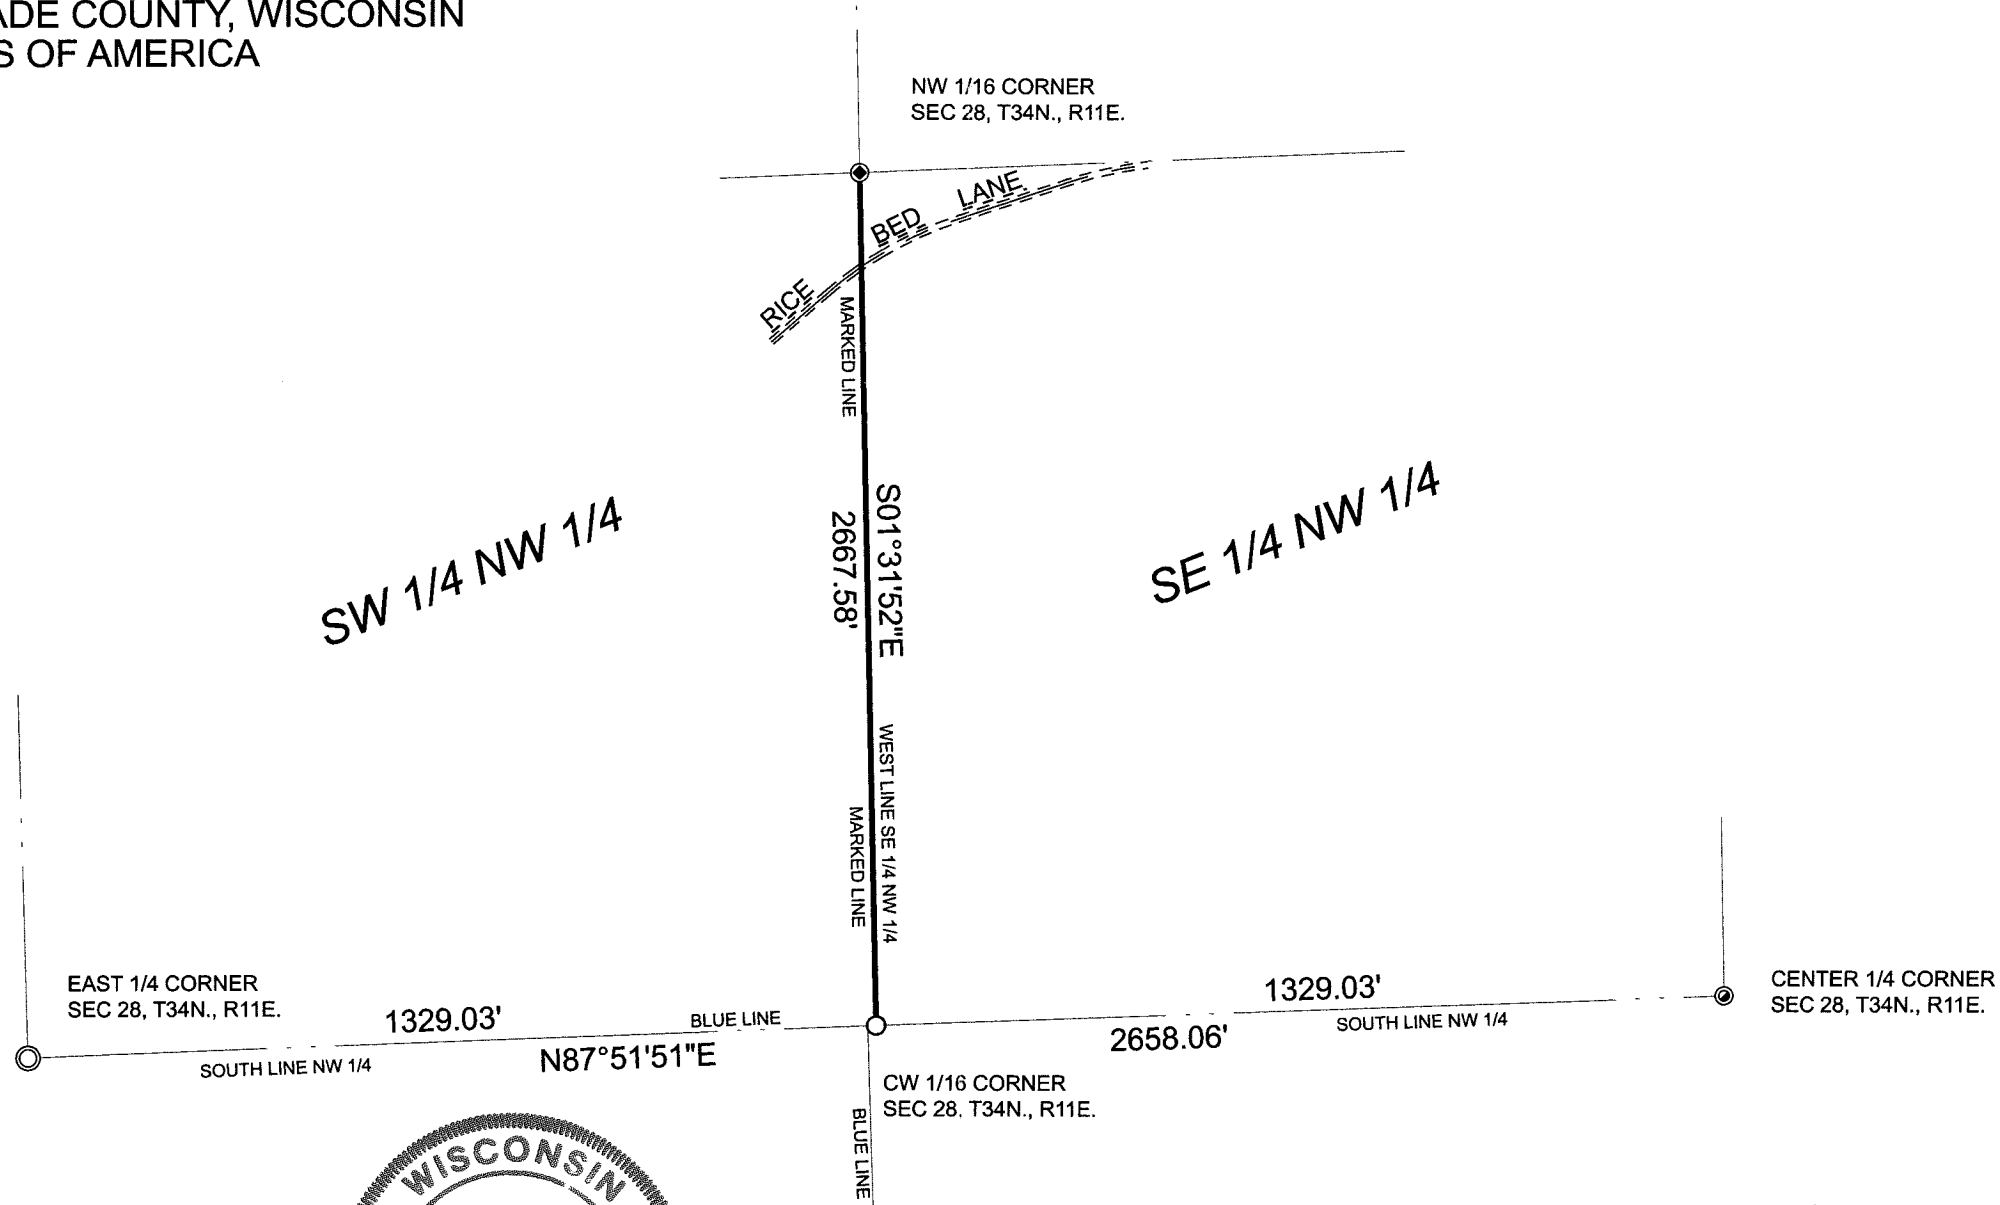 ADE COUNTY, WISCONSIN
S OF AMERICA
NW 1/16 CORNER
SEC 28, T34N., R11E.
RICE BED LANE
MARKED LINE
SW 1/4 NW 1/4
SE 1/4 NW 1/4
S01°31'52"E
2667.58'
WEST LINE SE 1/4 NW 1/4
MARKED LINE
EAST 1/4 CORNER
SEC 28, T34N., R11E.
1329.03'
BLUE LINE
1329.03'
CENTER 1/4 CORNER
SEC 28, T34N., R11E.
SOUTH LINE NW 1/4
N87°51'51"E
2658.06'
SOUTH LINE NW 1/4
CW 1/16 CORNER
SEC 28. T34N., R11E.
BLUE LINE
WISCONSIN